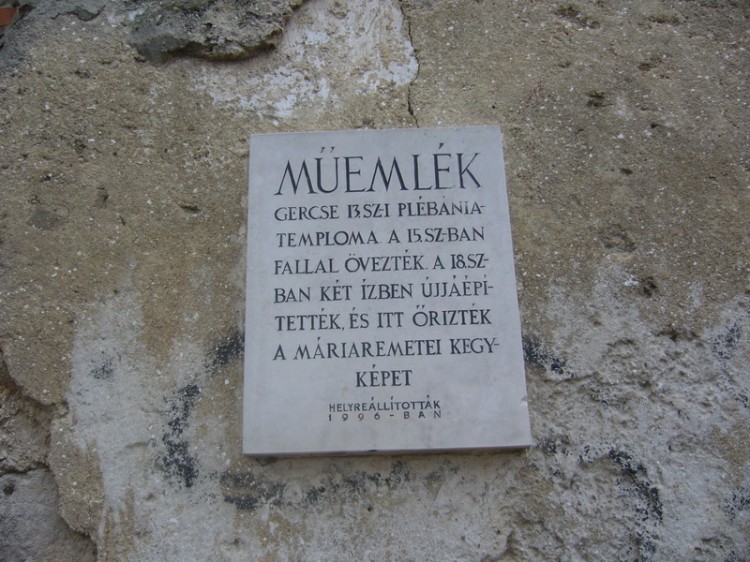 MŰEMLÉK
GERCSE 13.SZ-I PLÉBÁNIA-
TEMPLOMA. A 15.SZ-BAN
FALLAL ÖVEZTÉK. A 18.SZ-
BAN KÉT ÍZBEN ÚJJÁÉPÍ-
TETTÉK, ÉS ITT ŐRIZTÉK
A MÁRIAREMETEI KEGY-
KÉPET
HELYREÁLLÍTOTTÁK
1996-BAN